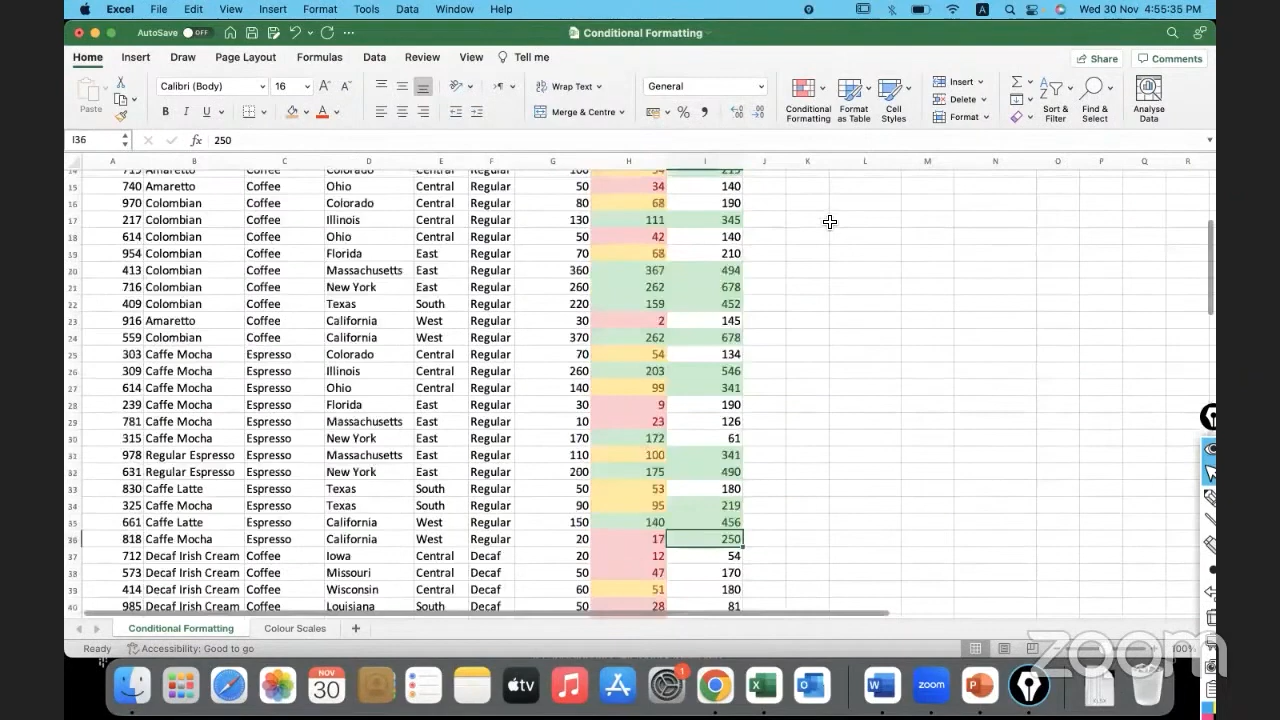 Excel File Edit View Insert Format Tools Data Window Help A Wed 30 Nov 4:55:35 PM
AutoSave OFF Conditional Formatting
Home Insert Draw Page Layout Formulas Data Review View Tell me Share Comments
Paste Calibri (Body) 16 A A Wrap Text General Conditional Formatting Format as Table Cell Styles Insert Sort & Filter Find & Select Analyse Data
B I U A Merge & Centre % Delete
Format
I36 fx 250
A B C D E F G H I J K L M N O P Q R
14 715 Amaretto Coffee Colorado Central Regular 100 54 219
15 740 Amaretto Coffee Ohio Central Regular 50 34 140
16 970 Colombian Coffee Colorado Central Regular 80 68 190
17 217 Colombian Coffee Illinois Central Regular 130 111 345
18 614 Colombian Coffee Ohio Central Regular 50 42 140
19 954 Colombian Coffee Florida East Regular 70 68 210
20 413 Colombian Coffee Massachusetts East Regular 360 367 494
21 716 Colombian Coffee New York East Regular 260 262 678
22 409 Colombian Coffee Texas South Regular 220 159 452
23 916 Amaretto Coffee California West Regular 30 2 145
24 559 Colombian Coffee California West Regular 370 262 678
25 303 Caffe Mocha Espresso Colorado Central Regular 70 54 134
26 309 Caffe Mocha Espresso Illinois Central Regular 260 203 546
27 614 Caffe Mocha Espresso Ohio Central Regular 140 99 341
28 239 Caffe Mocha Espresso Florida East Regular 30 9 190
29 781 Caffe Mocha Espresso Massachusetts East Regular 10 23 126
30 315 Caffe Mocha Espresso New York East Regular 170 172 61
31 978 Regular Espresso Espresso Massachusetts East Regular 110 100 341
32 631 Regular Espresso Espresso New York East Regular 200 175 490
33 830 Caffe Latte Espresso Texas South Regular 50 53 180
34 325 Caffe Mocha Espresso Texas South Regular 90 95 219
35 661 Caffe Latte Espresso California West Regular 150 140 456
36 818 Caffe Mocha Espresso California West Regular 20 17 250
37 712 Decaf Irish Cream Coffee Iowa Central Decaf 20 12 54
38 573 Decaf Irish Cream Coffee Missouri Central Decaf 50 47 170
39 414 Decaf Irish Cream Coffee Wisconsin Central Decaf 60 51 180
40 985 Decaf Irish Cream Coffee Louisiana South Decaf 50 28 81
Conditional Formatting Colour Scales +
Ready Accessibility: Good to go 100%
zoom
NOV 30 tv 1 X O W zoom P